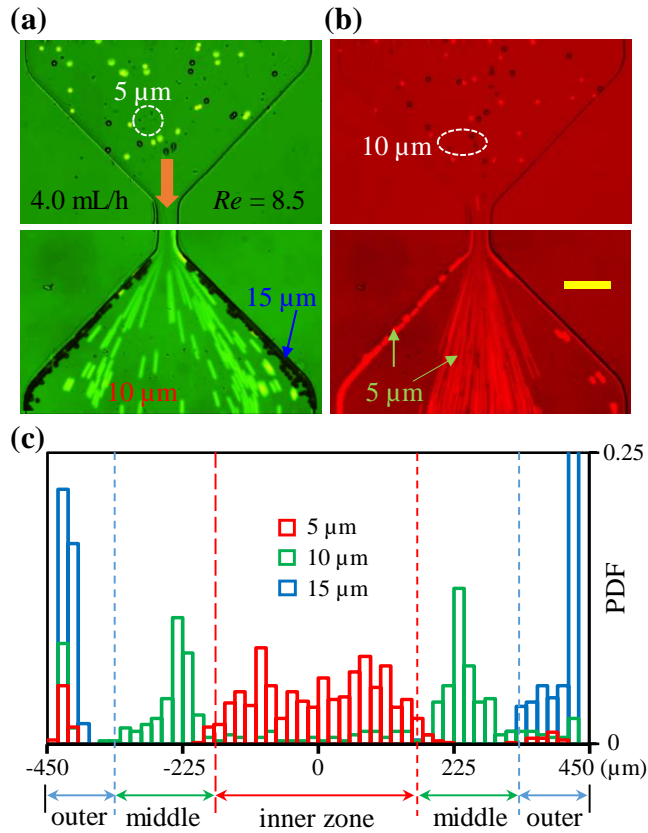 (a) (b)
5 µm
10 µm
4.0 mL/h Re = 8.5
15 µm
10 µm
5 µm
(c)
0.25
5 µm
10 µm
15 µm
PDF
0
-450 -225 0 225 450 (µm)
outer middle inner zone middle outer